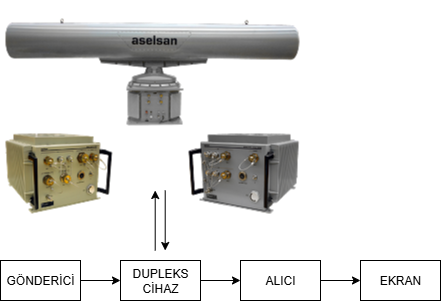 aselsan
GÖNDERİCİ
DUPLEKS
CİHAZ
ALICI
EKRAN